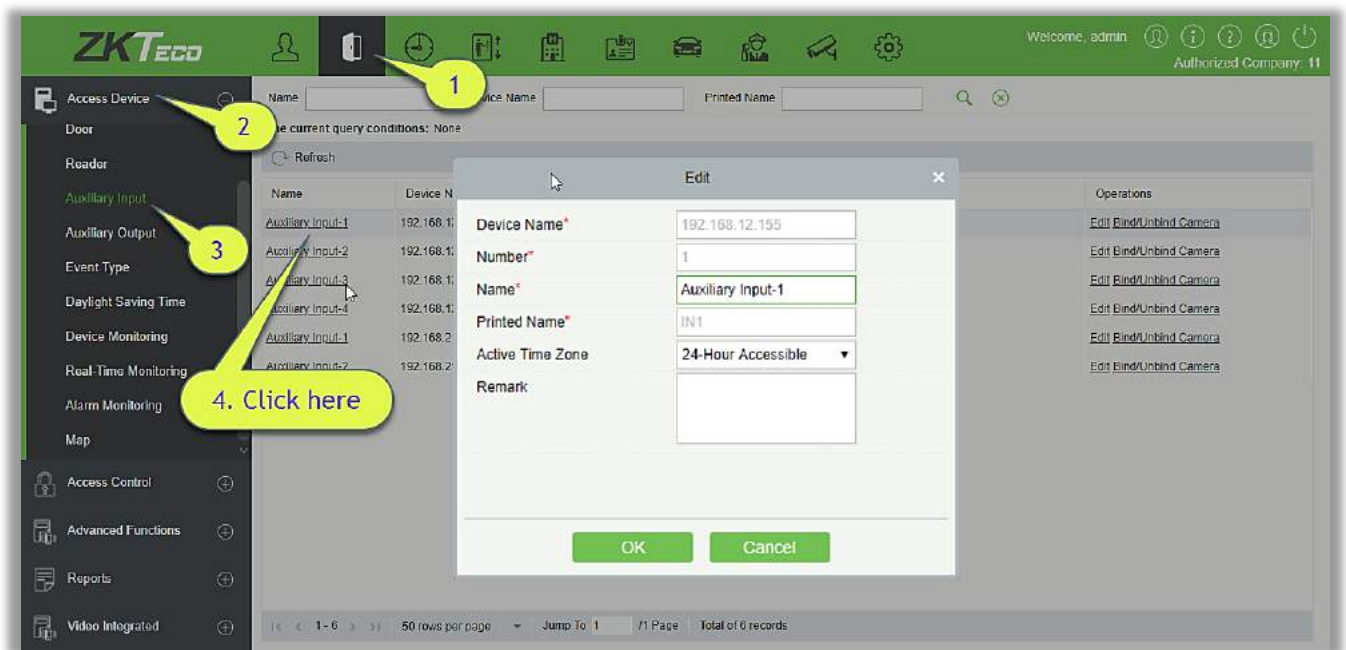 ZKTeco
Welcome, admin
Authorized Company: 11
1
Access Device
2
Name
Device Name
Printed Name
The current query conditions: None
Door
Reader
Auxiliary Input
3
Auxiliary Output
Event Type
Daylight Saving Time
Device Monitoring
Real-Time Monitoring
Alarm Monitoring
Map
Access Control
Advanced Functions
Reports
Video Integrated
Refresh
Name Device N Operations
Auxiliary Input-1 192.168.1 Edit Bind/Unbind Camera
Auxiliary Input-2 192.168.1 Edit Bind/Unbind Camera
Auxiliary Input-3 192.168.1 Edit Bind/Unbind Camera
Auxiliary Input-4 192.168.1 Edit Bind/Unbind Camera
Auxiliary Input-1 192.168.2 Edit Bind/Unbind Camera
Auxiliary Input-2 192.168.2 Edit Bind/Unbind Camera
4. Click here
Edit
Device Name* 192.168.12.155
Number* 1
Name* Auxiliary Input-1
Printed Name* IN1
Active Time Zone 24-Hour Accessible
Remark
OK Cancel
1-6 50 rows per page Jump To 1 /1 Page Total of 6 records